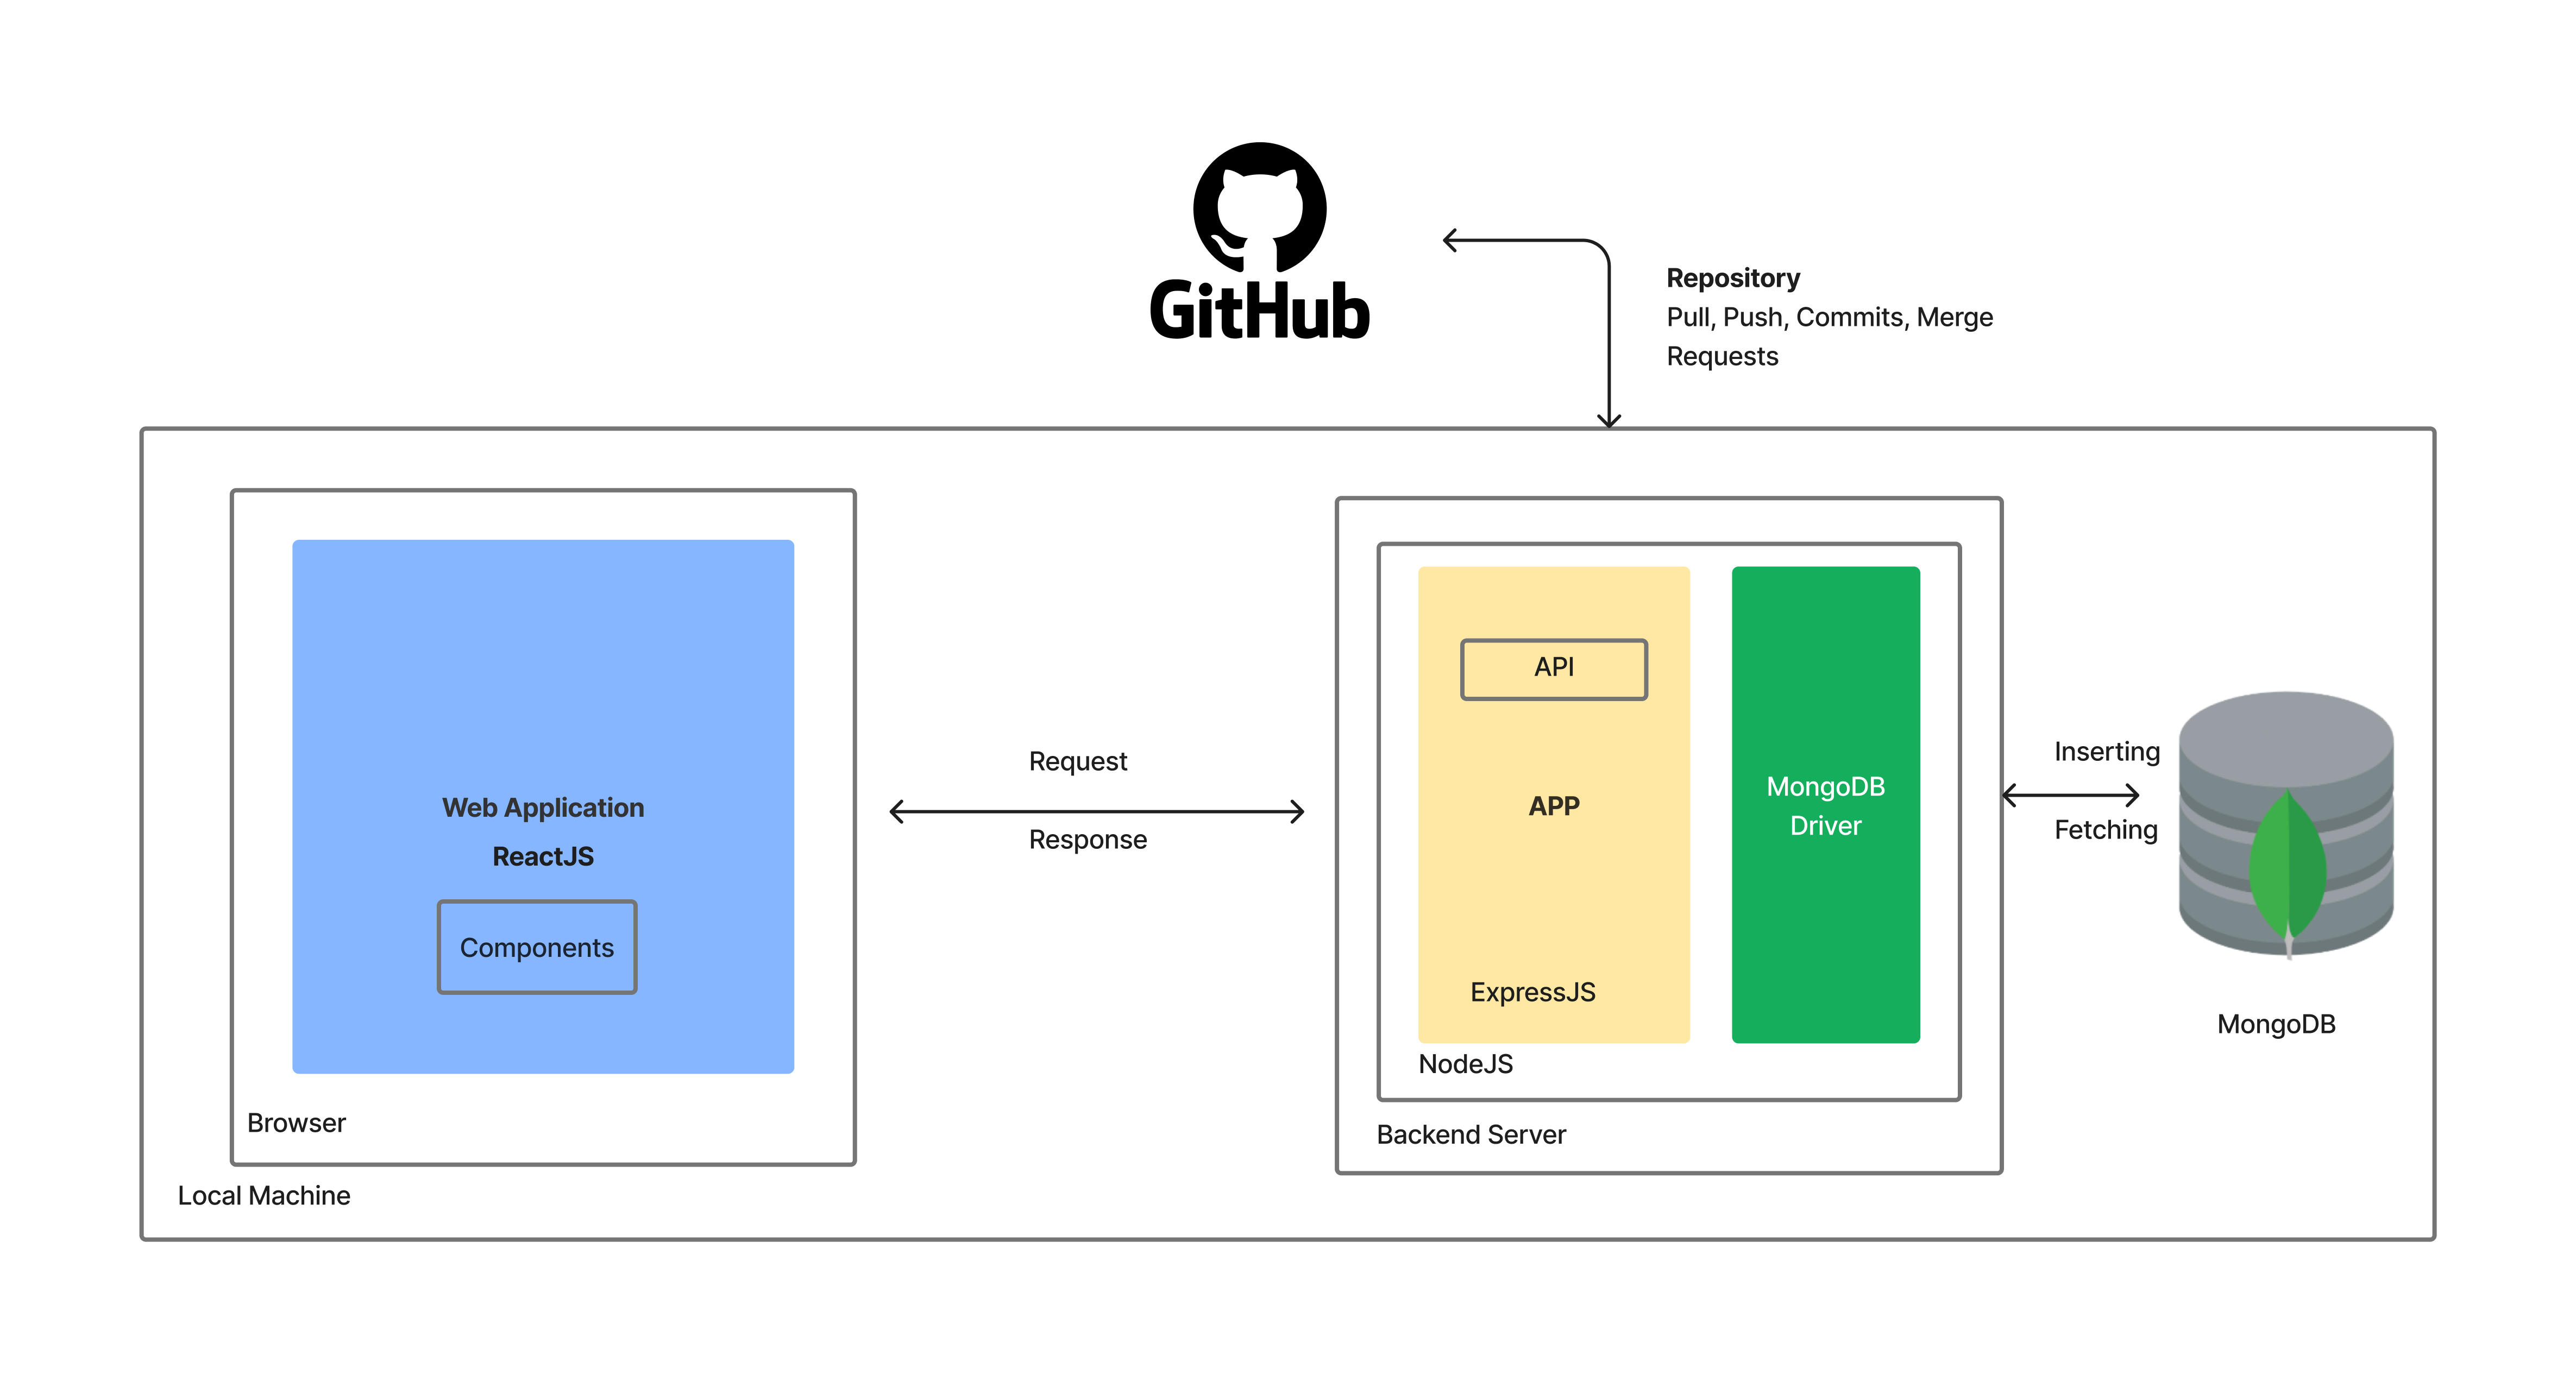 GitHub
Repository
Pull, Push, Commits, Merge
Requests
Web Application
ReactJS
Components
Browser
Local Machine
Request
Response
API
APP
ExpressJS
NodeJS
MongoDB
Driver
Backend Server
Inserting
Fetching
MongoDB